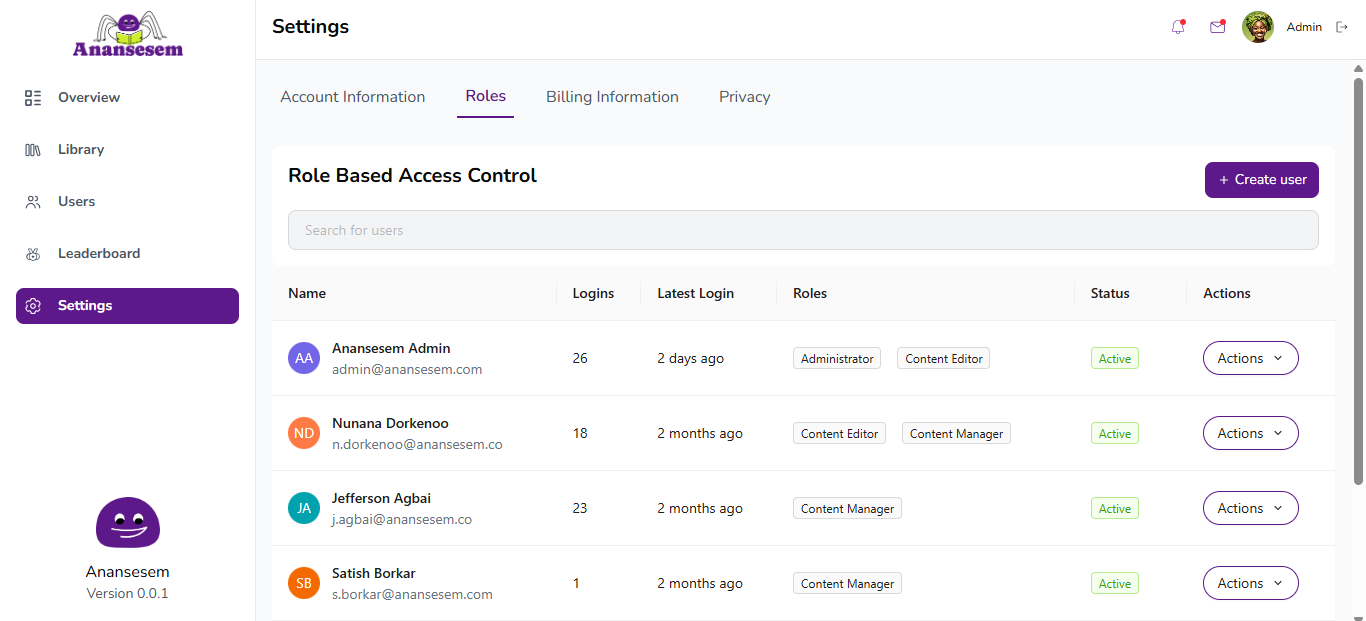 Anansesem
Settings
Admin
Overview
Library
Users
Leaderboard
Settings
Anansesem
Version 0.0.1
Account Information Roles Billing Information Privacy
Role Based Access Control
+ Create user
Search for users
Name Logins Latest Login Roles Status Actions
AA Anansesem Admin 26 2 days ago Administrator Content Editor Active Actions
admin@anansesem.com
ND Nunana Dorkenoo 18 2 months ago Content Editor Content Manager Active Actions
n.dorkenoo@anansesem.co
JA Jefferson Agbai 23 2 months ago Content Manager Active Actions
j.agbai@anansesem.co
SB Satish Borkar 1 2 months ago Content Manager Active Actions
s.borkar@anansesem.com